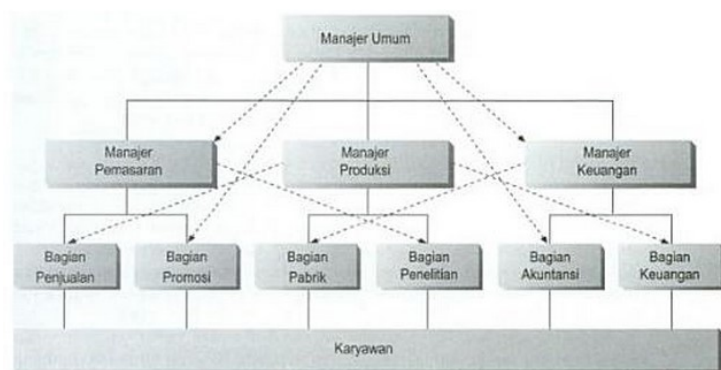 Manajer Umum
Manajer
Pemasaran
Manajer
Produksi
Manajer
Keuangan
Bagian
Penjualan
Bagian
Promosi
Bagian
Pabrik
Bagian
Penelitian
Bagian
Akuntansi
Bagian
Keuangan
Karyawan